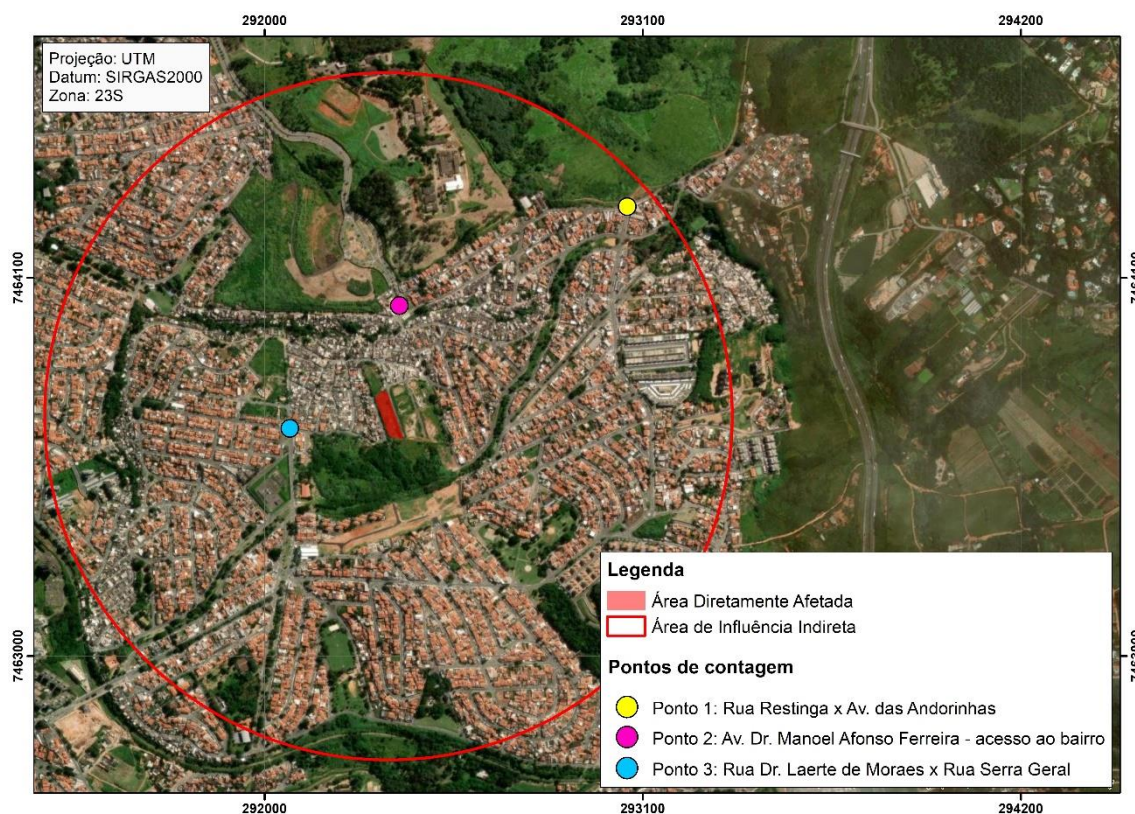 292000
293100
294200
Projeção: UTM
Datum: SIRGAS2000
Zona: 23S
7464100
7464100
7463000
7463000
Legenda
Área Diretamente Afetada
Área de Influência Indireta
Pontos de contagem
Ponto 1: Rua Restinga x Av. das Andorinhas
Ponto 2: Av. Dr. Manoel Afonso Ferreira - acesso ao bairro
Ponto 3: Rua Dr. Laerte de Moraes x Rua Serra Geral
292000
293100
294200